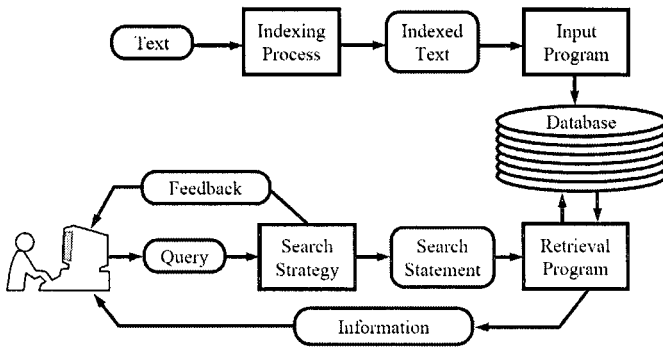 Text
Indexing
Process
Indexed
Text
Input
Program
Database
Feedback
Query
Search
Strategy
Search
Statement
Retrieval
Program
Information